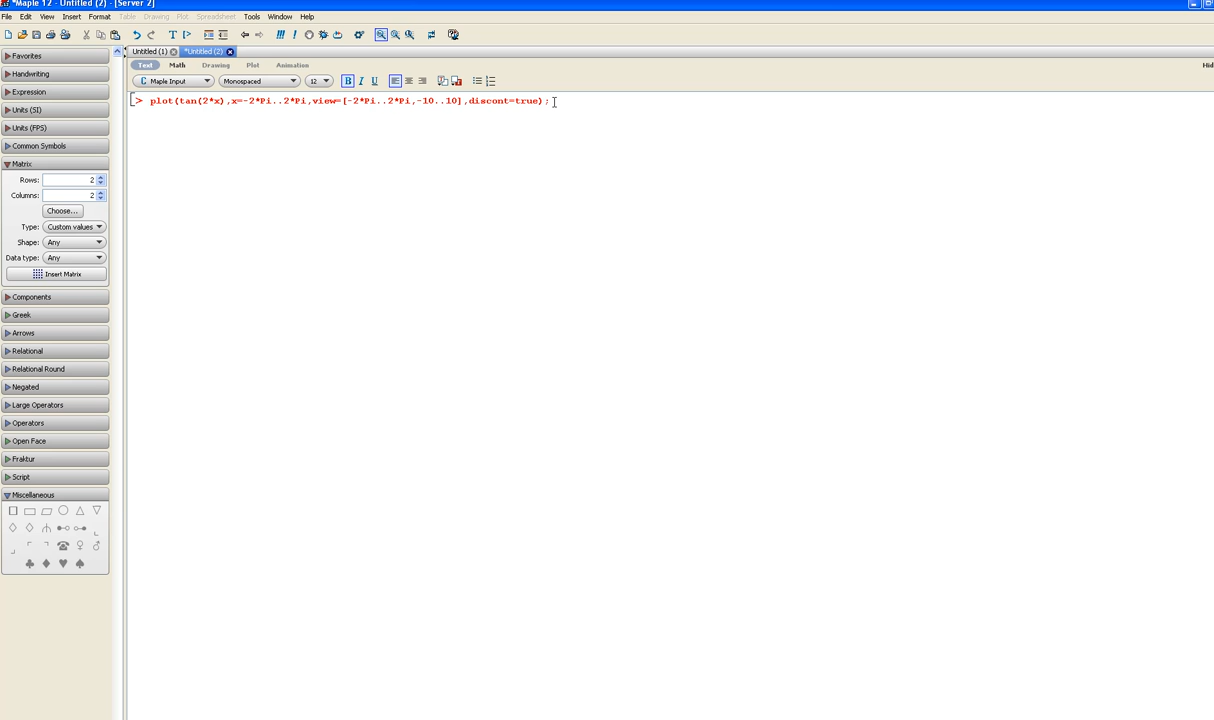 *Maple 12 - Untitled (2) - [Server 2]
File Edit View Insert Format Table Drawing Plot Spreadsheet Tools Window Help
Untitled (1) *Untitled (2)
Text Math Drawing Plot Animation Hid
C Maple Input Monospaced 12 B I U
> plot(tan(2*x),x=-2*Pi..2*Pi,view=[-2*Pi..2*Pi,-10..10],discont=true);
Favorites
Handwriting
Expression
Units (SI)
Units (FPS)
Common Symbols
Matrix
Rows: 2
Columns: 2
Choose...
Type: Custom values
Shape: Any
Data type: Any
Insert Matrix
Components
Greek
Arrows
Relational
Relational Round
Negated
Large Operators
Operators
Open Face
Fraktur
Script
Miscellaneous